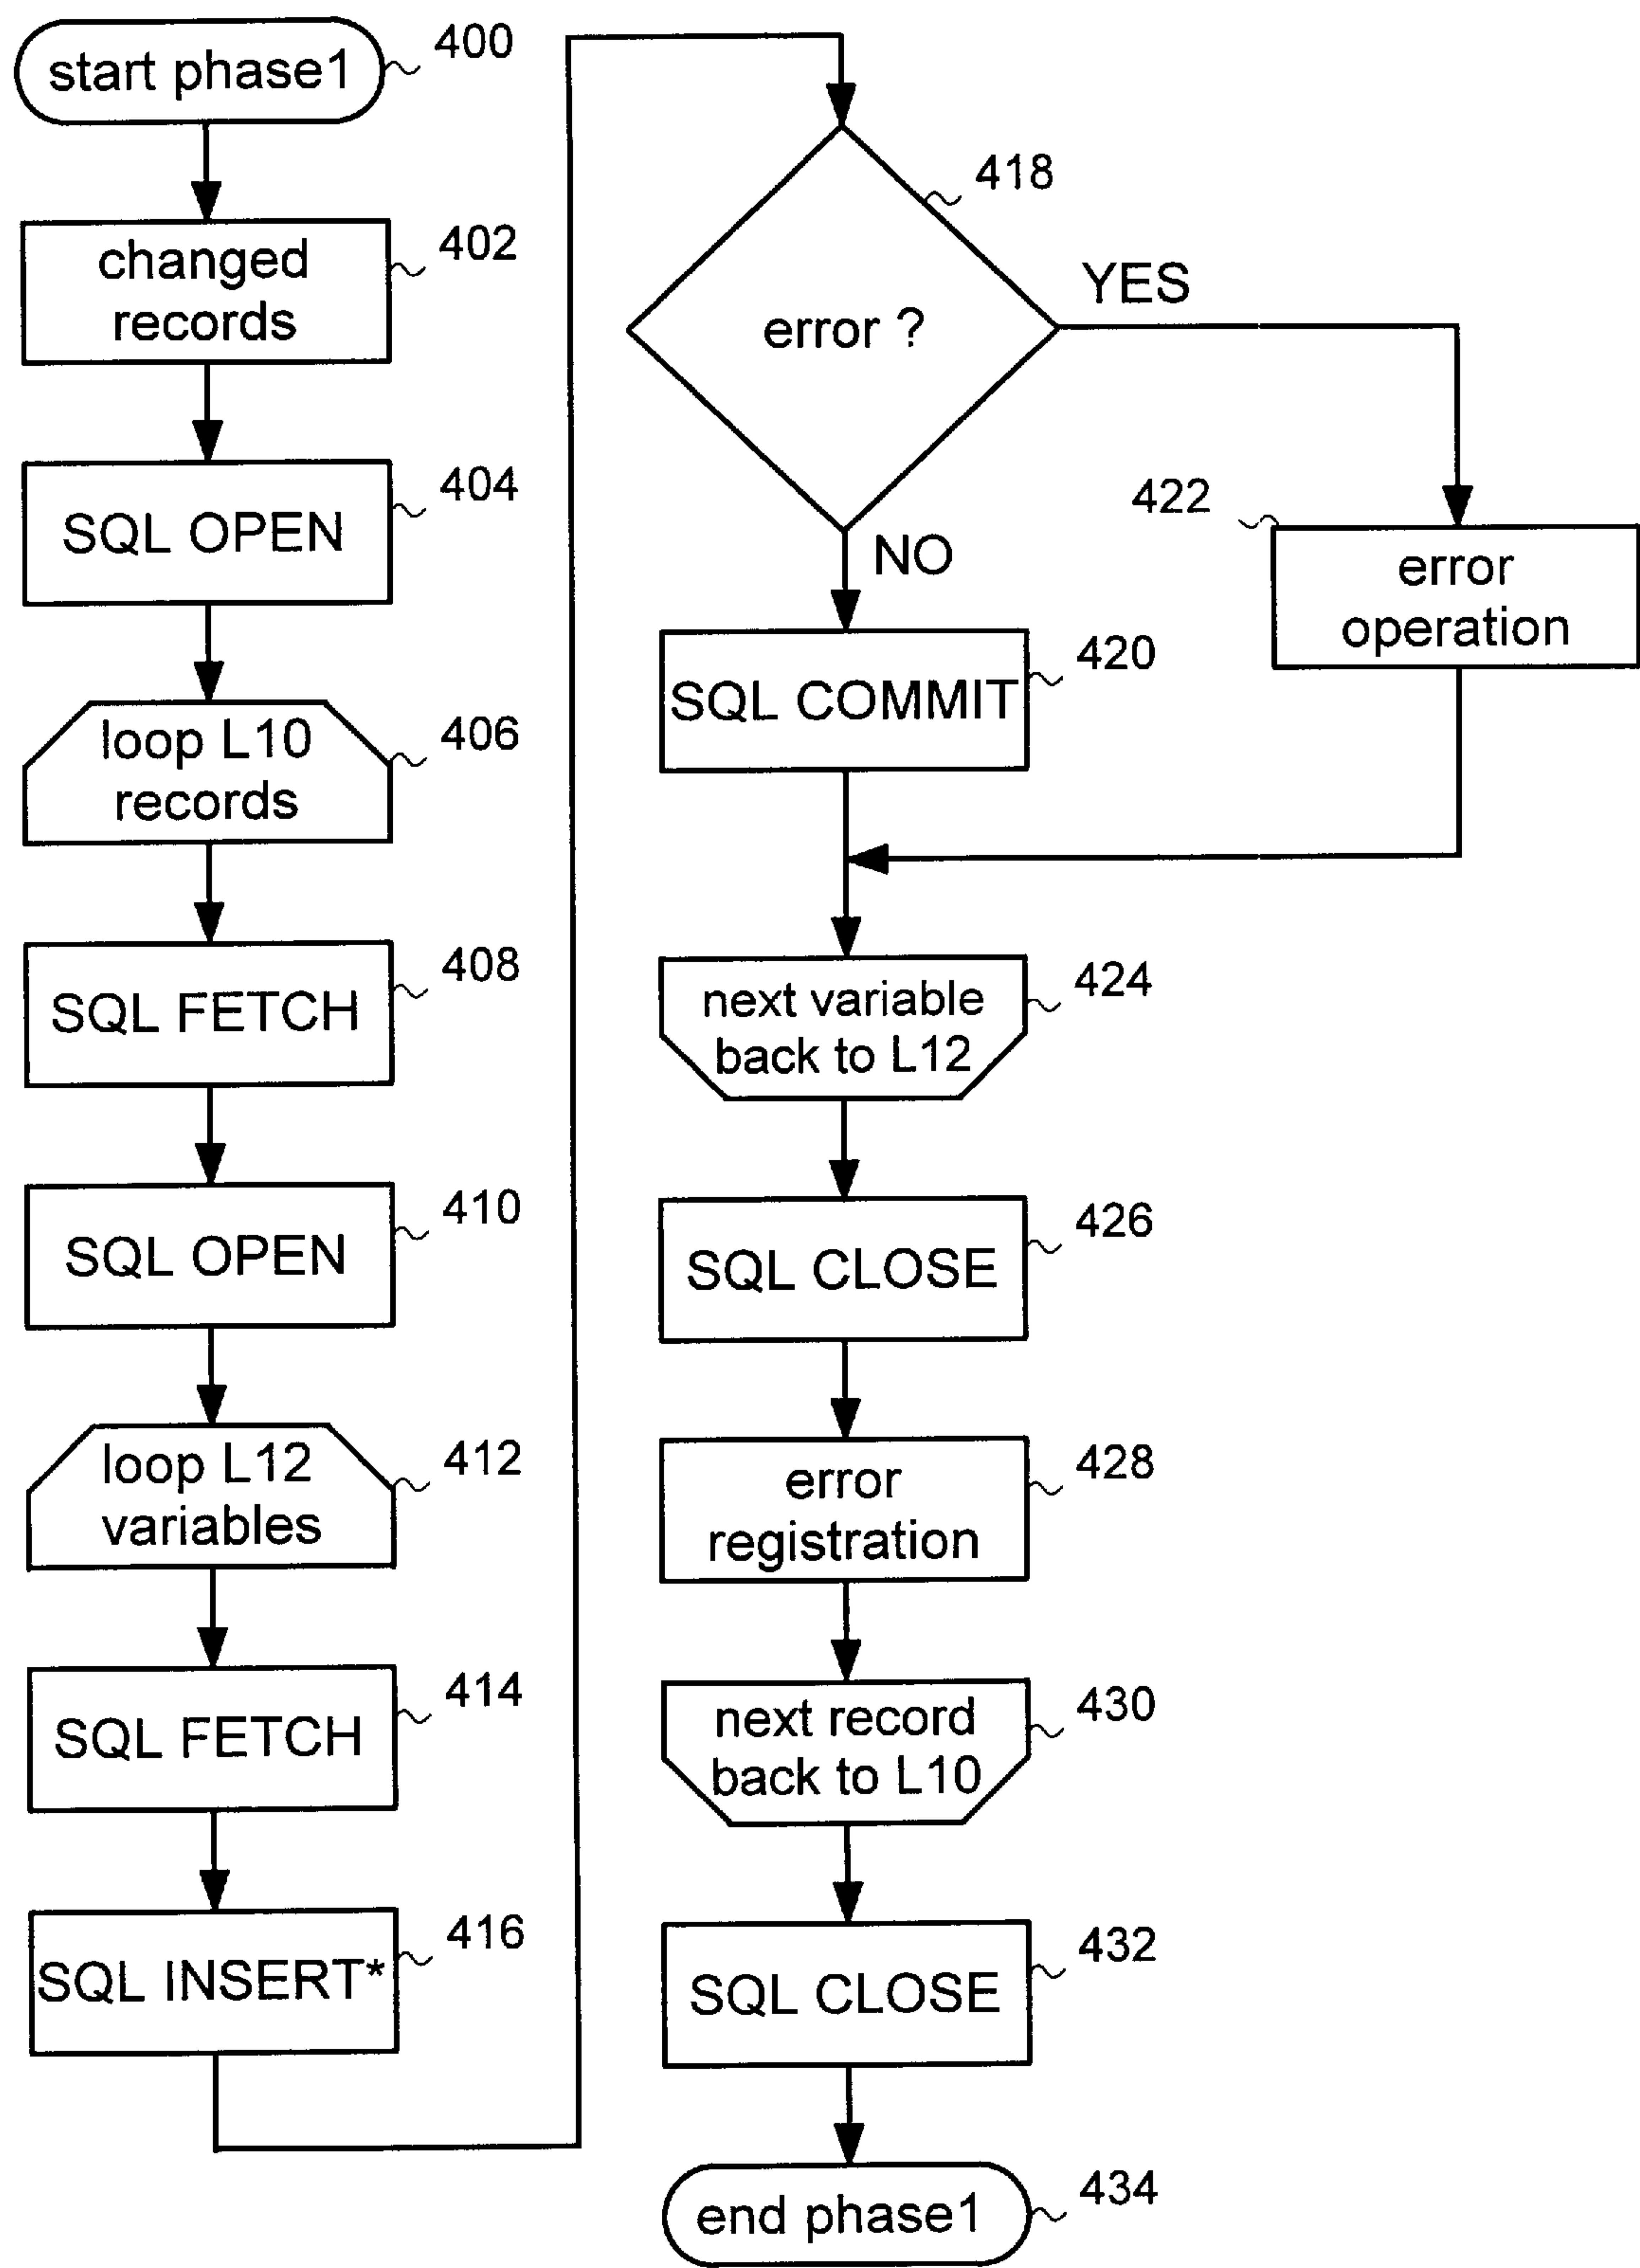 start phase1
400
changed
records
402
SQL OPEN
404
loop L10
records
406
SQL FETCH
408
SQL OPEN
410
loop L12
variables
412
SQL FETCH
414
SQL INSERT*
416
error ?
418
YES
NO
422
error
operation
SQL COMMIT
420
next variable
back to L12
424
SQL CLOSE
426
error
registration
428
next record
back to L10
430
SQL CLOSE
432
end phase1
434